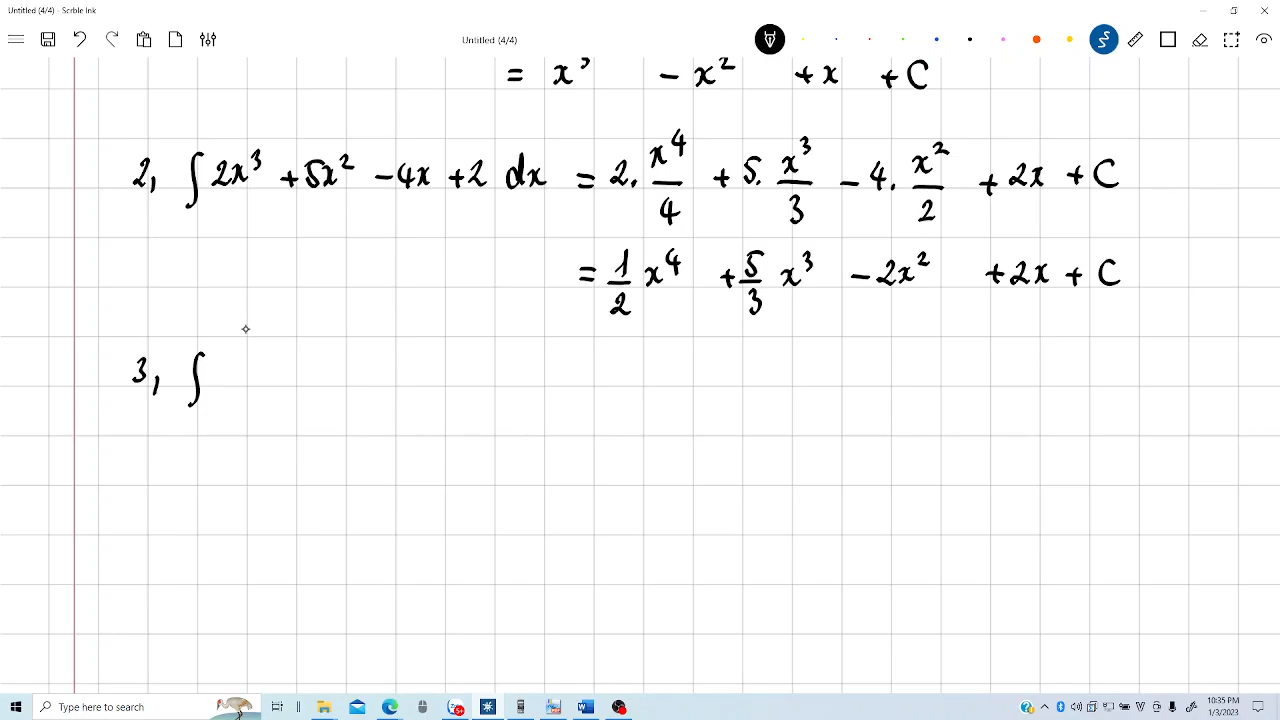 Untitled (4/4) - Scrble Ink
Untitled (4/4)
= x³ - x² + x + C
2, ∫ 2x³ + 5x² - 4x + 2 dx = 2. x⁴/4 + 5. x³/3 - 4. x²/2 + 2x + C
= 1/2 x⁴ + 5/3 x³ - 2x² + 2x + C
3, ∫
Type here to search
10:35 PM
1/3/2023